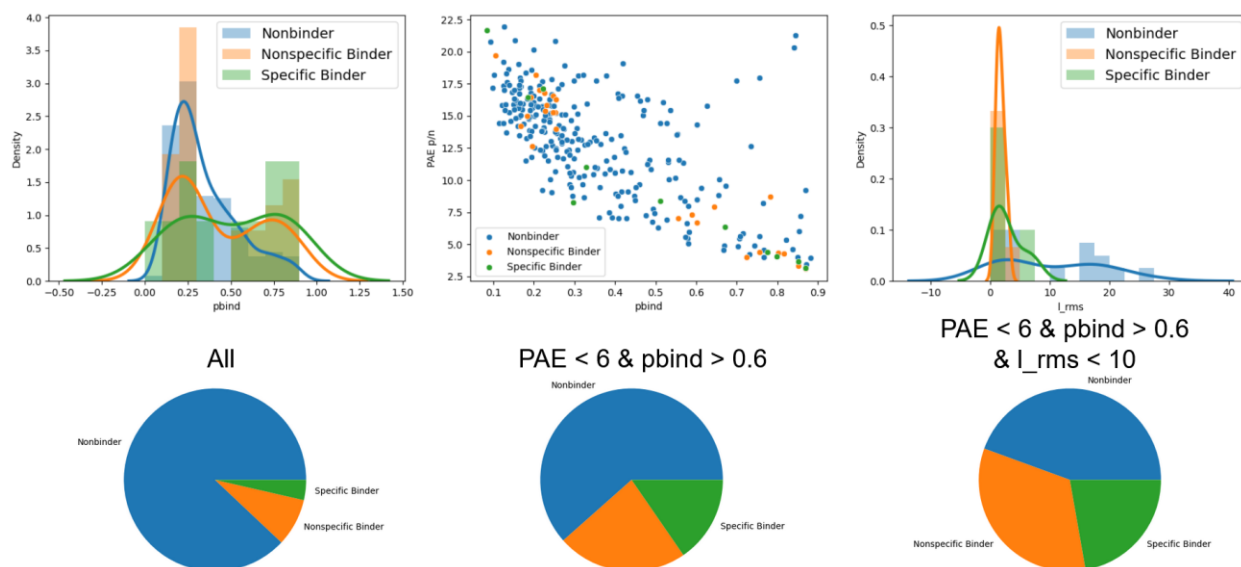 4.0
3.5
3.0
2.5
2.0
1.5
1.0
0.5
0.0
Density
Nonbinder
Nonspecific Binder
Specific Binder
-0.50 -0.25 0.00 0.25 0.50 0.75 1.00 1.25 1.50
pbind
22.5
20.0
17.5
15.0
12.5
10.0
7.5
5.0
2.5
PAE p/n
Nonbinder
Nonspecific Binder
Specific Binder
0.1 0.2 0.3 0.4 0.5 0.6 0.7 0.8 0.9
pbind
0.5
0.4
0.3
0.2
0.1
0.0
Density
Nonbinder
Nonspecific Binder
Specific Binder
-10 0 10 20 30 40
l_rms
All
Nonbinder
Specific Binder
Nonspecific Binder
PAE < 6 & pbind > 0.6
Nonbinder
Specific Binder
PAE < 6 & pbind > 0.6
& l_rms < 10
Nonbinder
Nonspecific Binder
Specific Binder